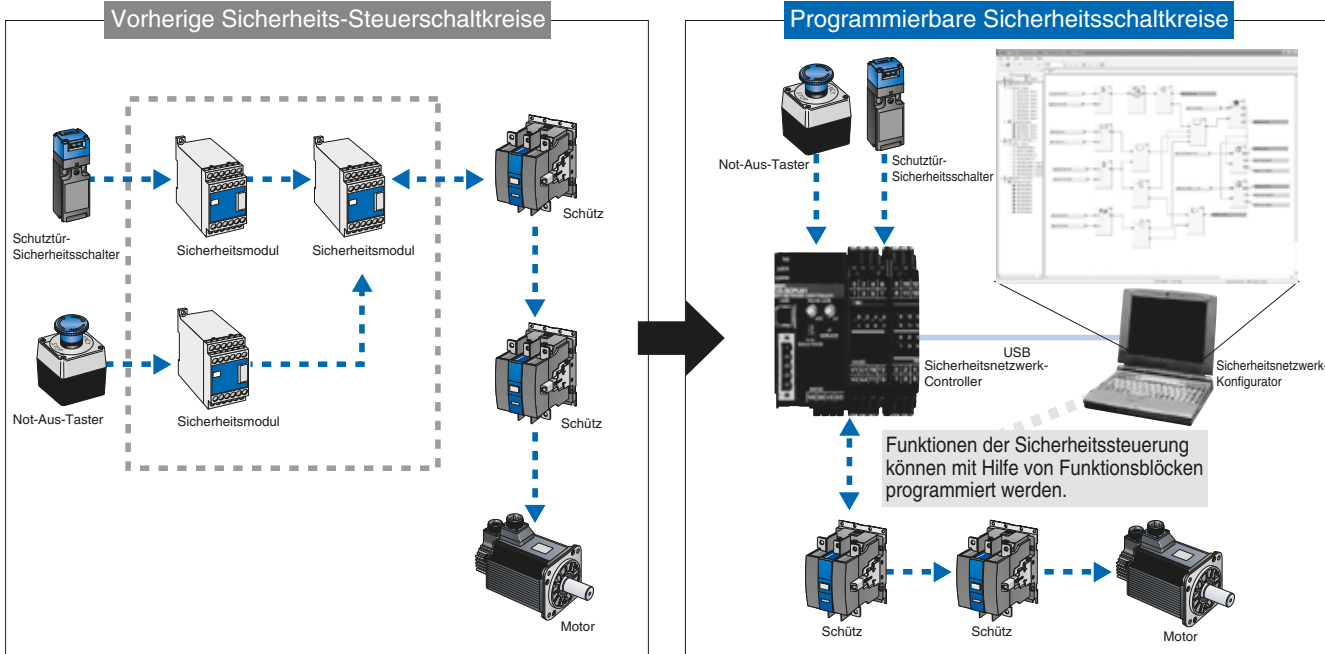 Vorherige Sicherheits-Steuerschaltkreise
Schutztür-
Sicherheitsschalter
Sicherheitsmodul
Sicherheitsmodul
Schütz
Not-Aus-Taster
Sicherheitsmodul
Schütz
Motor
Programmierbare Sicherheitsschaltkreise
Not-Aus-Taster
Schutztür-
Sicherheitsschalter
USB
Sicherheitsnetzwerk-
Controller
Sicherheitsnetzwerk-
Konfigurator
Funktionen der Sicherheitssteuerung
können mit Hilfe von Funktionsblöcken
programmiert werden.
Schütz
Schütz
Motor